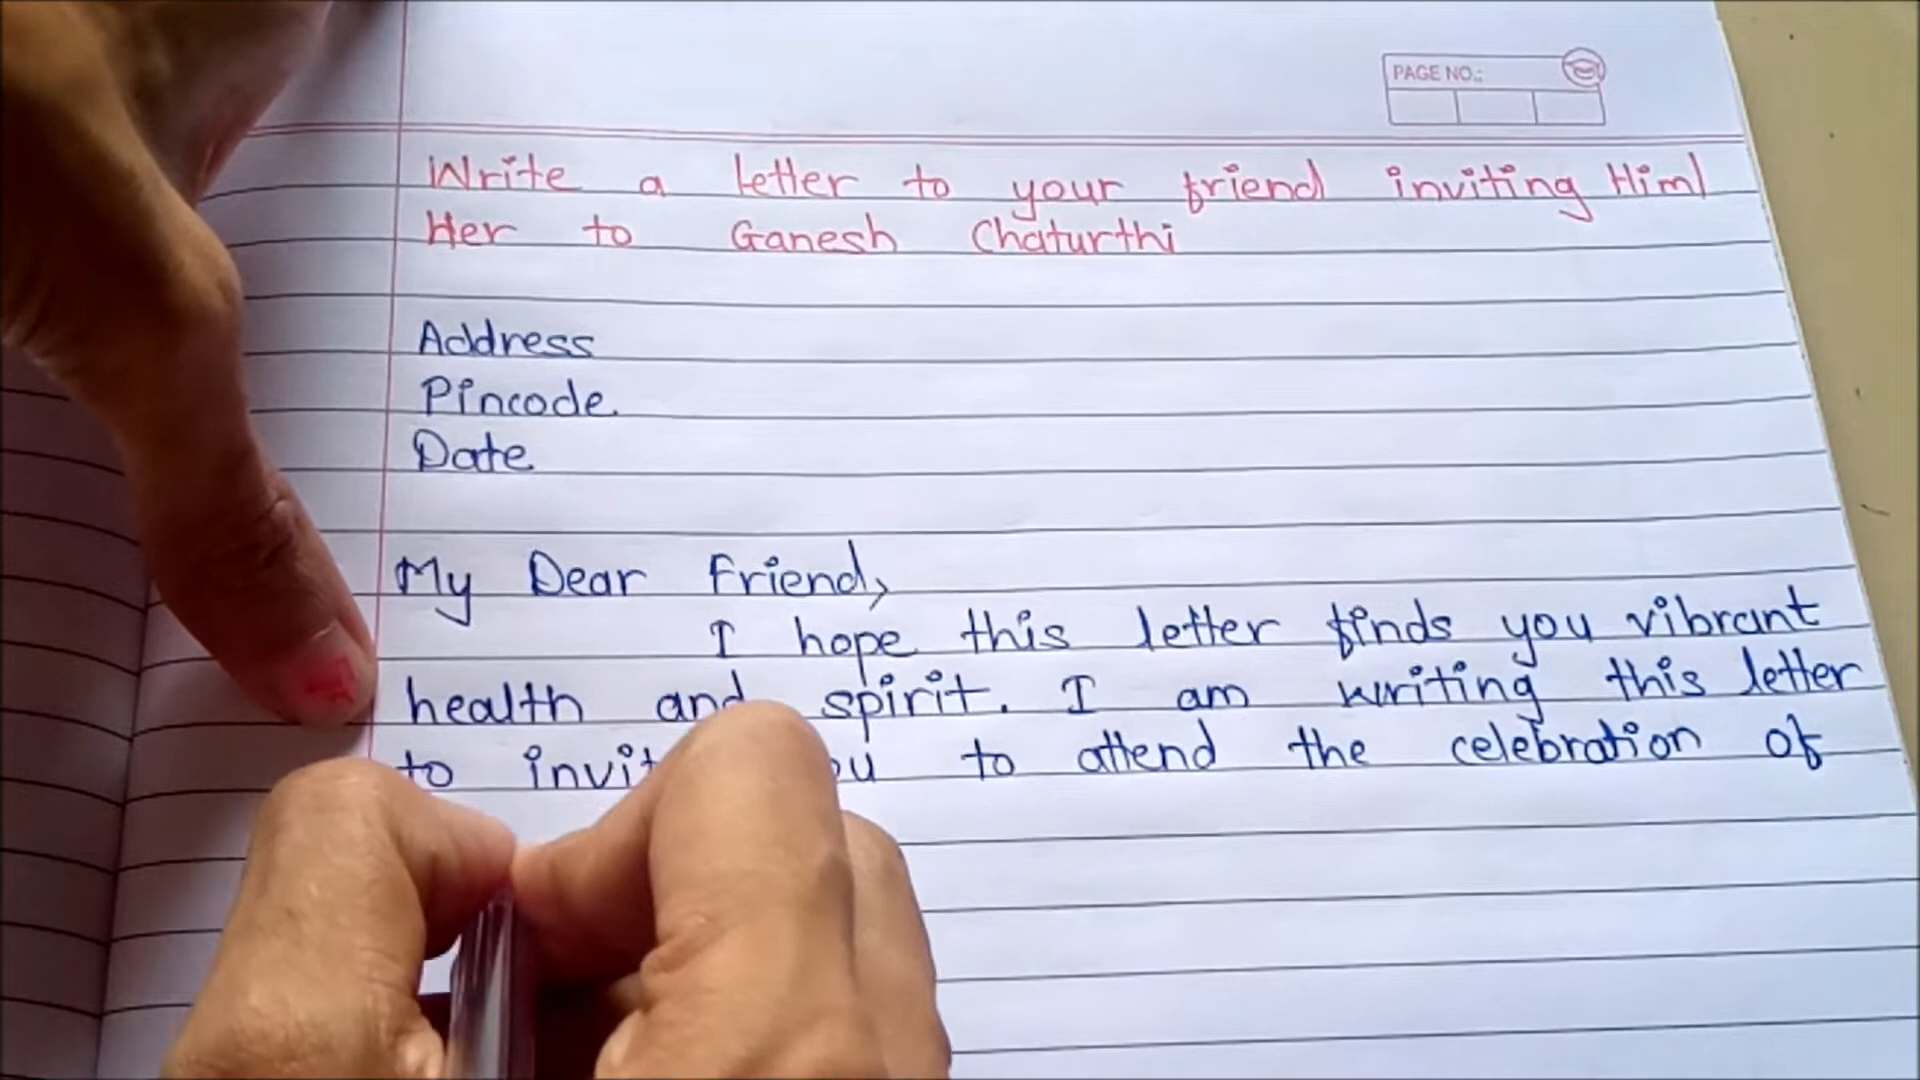 PAGE NO.:
Write a letter to your friend inviting Him/
Her to Ganesh Chaturthi
Address
Pincode.
Date
My Dear Friend,
I hope this letter finds you vibrant
health and spirit. I am writing this letter
to to attend the celebration of